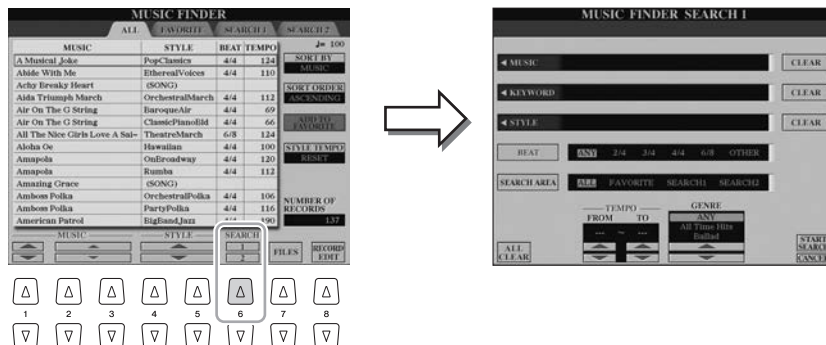 MUSIC FINDER
ALL FAVORITE SEARCH 1 SEARCH 2
MUSIC STYLE BEAT TEMPO
♩= 100
A Musical Joke PopClassics 4/4 124
Abide With Me EtherealVoices 4/4 110
Achy Breaky Heart (SONG)
Aida Triumph March OrchestralMarch 4/4 112
Air On The G String BaroqueAir 4/4 69
Air On The G String ClassicPianoBld 4/4 66
All The Nice Girls Love A Sai~ TheatreMarch 6/8 124
Aloha Oe Hawaiian 4/4 100
Amapola OnBroadway 4/4 120
Amapola Rumba 4/4 112
Amazing Grace (SONG)
Amboss Polka OrchestralPolka 4/4 106
Amboss Polka PartyPolka 4/4 116
American Patrol BigBandJazz 4/4 190
SORT BY
MUSIC
SORT ORDER
ASCENDING
ADD TO
FAVORITE
STYLE TEMPO
RESET
NUMBER OF
RECORDS
137
MUSIC STYLE SEARCH
1
2
FILES
RECORD
EDIT
1 2 3 4 5 6 7 8
MUSIC FINDER SEARCH 1
MUSIC CLEAR
KEYWORD CLEAR
STYLE CLEAR
BEAT ANY 2/4 3/4 4/4 6/8 OTHER
SEARCH AREA ALL FAVORITE SEARCH1 SEARCH2
TEMPO
FROM TO
--- ~ ---
GENRE
ANY
All Time Hits
Ballad
ALL
CLEAR
START
SEARCH
CANCEL